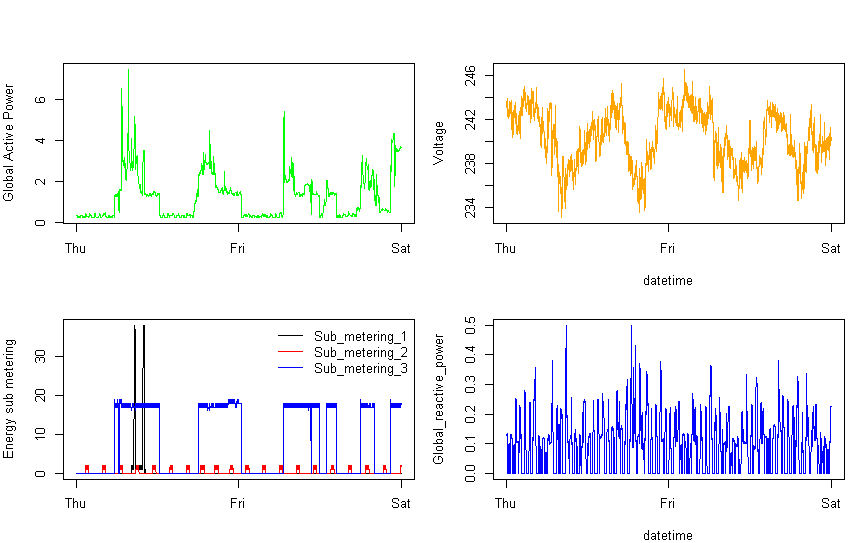 Global Active Power
0
2
4
6
Thu
Fri
Sat
Voltage
234
238
242
246
Thu
Fri
Sat
datetime
Energy sub metering
0
10
20
30
Thu
Fri
Sat
Sub_metering_1
Sub_metering_2
Sub_metering_3
Global_reactive_power
0.0
0.1
0.2
0.3
0.4
0.5
Thu
Fri
Sat
datetime